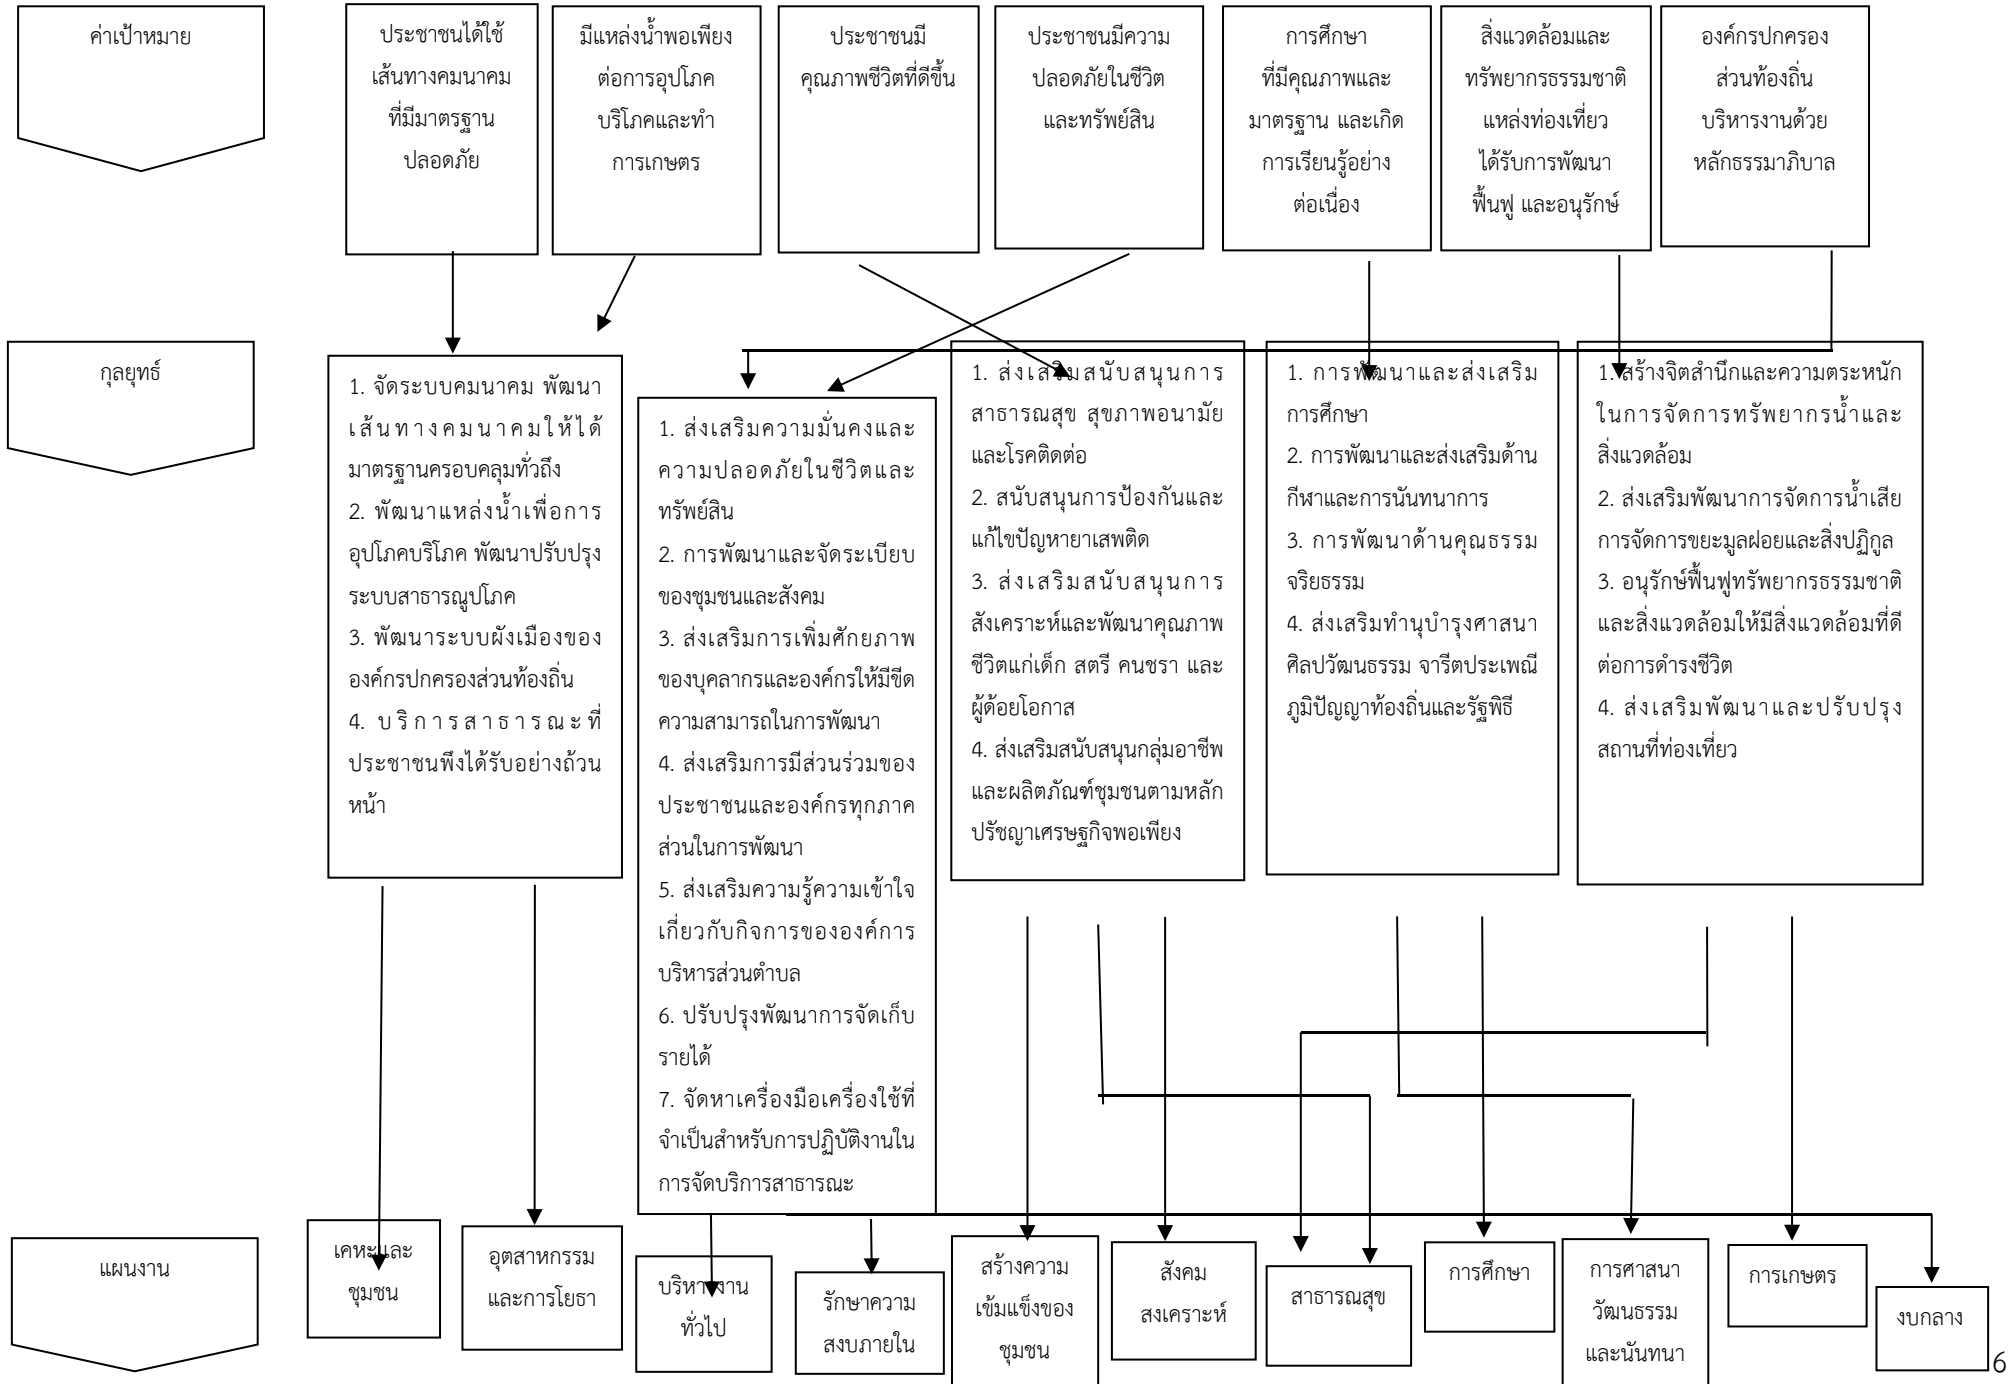 ค่าเป้าหมาย
ประชาชนได้ใช้
เส้นทางคมนาคม
ที่มีมาตรฐาน
ปลอดภัย
มีแหล่งน้ำพอเพียง
ต่อการอุปโภค
บริโภคและทำ
การเกษตร
ประชาชนมี
คุณภาพชีวิตที่ดีขึ้น
ประชาชนมีความ
ปลอดภัยในชีวิต
และทรัพย์สิน
การศึกษา
ที่มีคุณภาพและ
มาตรฐาน และเกิด
การเรียนรู้อย่าง
ต่อเนื่อง
สิ่งแวดล้อมและ
ทรัพยากรธรรมชาติ
แหล่งท่องเที่ยว
ได้รับการพัฒนา
ฟื้นฟู และอนุรักษ์
องค์กรปกครอง
ส่วนท้องถิ่น
บริหารงานด้วย
หลักธรรมาภิบาล
กุลยุทธ์
1. จัดระบบคมนาคม พัฒนา
เส้นทางคมนาคมให้ได้
มาตรฐานครอบคลุมทั่วถึง
2. พัฒนาแหล่งน้ำเพื่อการ
อุปโภคบริโภค พัฒนาปรับปรุง
ระบบสาธารณูปโภค
3. พัฒนาระบบผังเมืองของ
องค์กรปกครองส่วนท้องถิ่น
4. บริการสาธารณะที่
ประชาชนพึงได้รับอย่างถ้วน
หน้า
1. ส่งเสริมความมั่นคงและ
ความปลอดภัยในชีวิตและ
ทรัพย์สิน
2. การพัฒนาและจัดระเบียบ
ของชุมชนและสังคม
3. ส่งเสริมการเพิ่มศักยภาพ
ของบุคลากรและองค์กรให้มีขีด
ความสามารถในการพัฒนา
4. ส่งเสริมการมีส่วนร่วมของ
ประชาชนและองค์กรทุกภาค
ส่วนในการพัฒนา
5. ส่งเสริมความรู้ความเข้าใจ
เกี่ยวกับกิจการขององค์การ
บริหารส่วนตำบล
6. ปรับปรุงพัฒนาการจัดเก็บ
รายได้
7. จัดหาเครื่องมือเครื่องใช้ที่
จำเป็นสำหรับการปฏิบัติงานใน
การจัดบริการสาธารณะ
1. ส่งเสริมสนับสนุนการ
สาธารณสุข สุขภาพอนามัย
และโรคติดต่อ
2. สนับสนุนการป้องกันและ
แก้ไขปัญหายาเสพติด
3. ส่งเสริมสนับสนุนการ
สังเคราะห์และพัฒนาคุณภาพ
ชีวิตแก่เด็ก สตรี คนชรา และ
ผู้ด้อยโอกาส
4. ส่งเสริมสนับสนุนกลุ่มอาชีพ
และผลิตภัณฑ์ชุมชนตามหลัก
ปรัชญาเศรษฐกิจพอเพียง
1. การพัฒนาและส่งเสริม
การศึกษา
2. การพัฒนาและส่งเสริมด้าน
กีฬาและการนันทนาการ
3. การพัฒนาด้านคุณธรรม
จริยธรรม
4. ส่งเสริมทำนุบำรุงศาสนา
ศิลปวัฒนธรรม จารีตประเพณี
ภูมิปัญญาท้องถิ่นและรัฐพิธี
1. สร้างจิตสำนึกและความตระหนัก
ในการจัดการทรัพยากรน้ำและ
สิ่งแวดล้อม
2. ส่งเสริมพัฒนาการจัดการน้ำเสีย
การจัดการขยะมูลฝอยและสิ่งปฏิกูล
3. อนุรักษ์ฟื้นฟูทรัพยากรธรรมชาติ
และสิ่งแวดล้อมให้มีสิ่งแวดล้อมที่ดี
ต่อการดำรงชีวิต
4. ส่งเสริมพัฒนาและปรับปรุง
สถานที่ท่องเที่ยว
แผนงาน
เคหะและ
ชุมชน
อุตสาหกรรม
และการโยธา
บริหารงาน
ทั่วไป
รักษาความ
สงบภายใน
สร้างความ
เข้มแข็งของ
ชุมชน
สังคม
สงเคราะห์
สาธารณสุข
การศึกษา
การศาสนา
วัฒนธรรม
และนันทนา
การเกษตร
งบกลาง
6